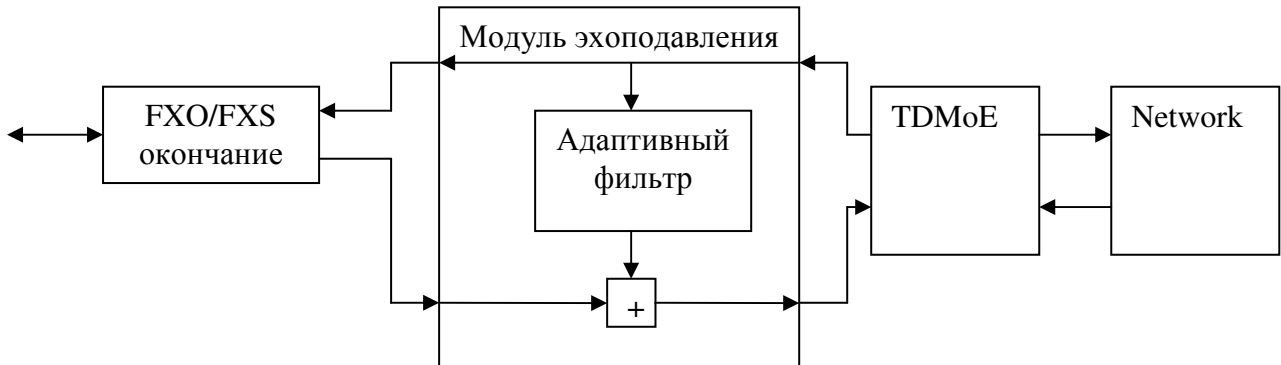 Модуль эхоподавления
FXO/FXS
окончание
Адаптивный
фильтр
TDMoE
Network
+